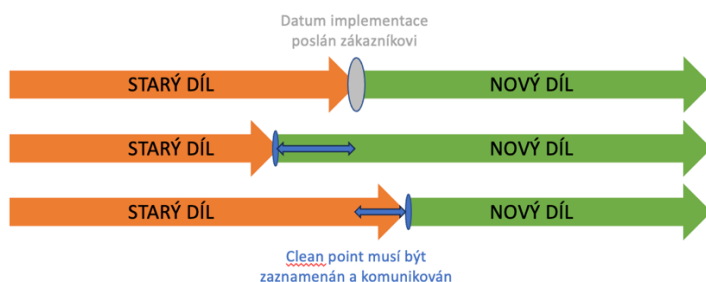 Datum implementace
poslán zákazníkovi
STARÝ DÍL NOVÝ DÍL
STARÝ DÍL NOVÝ DÍL
STARÝ DÍL NOVÝ DÍL
Clean point musí být
zaznamenán a komunikován